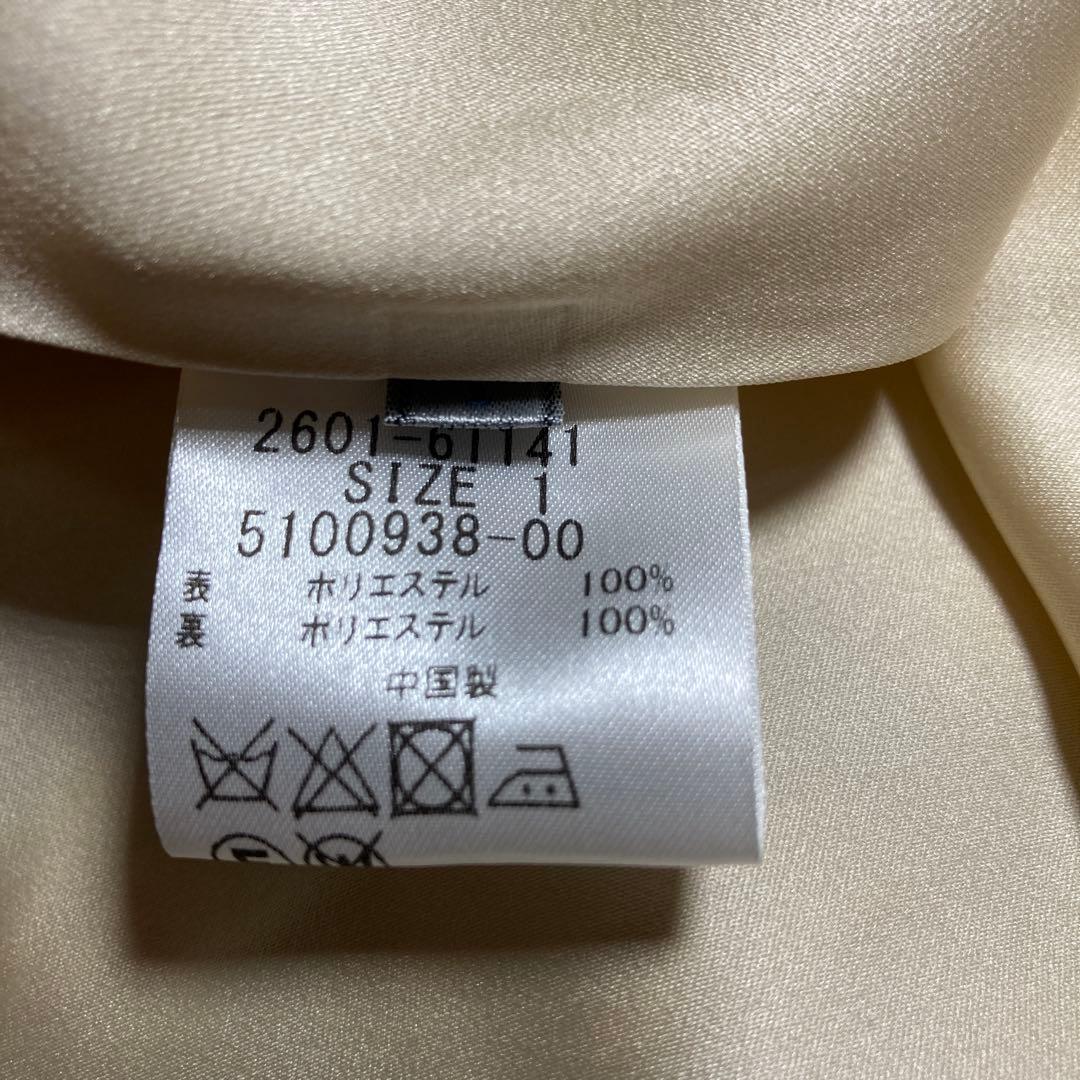 2601-61141
SIZE 1
5100938-00
表 ポリエステル 100%
裏 ポリエステル 100%
中国製